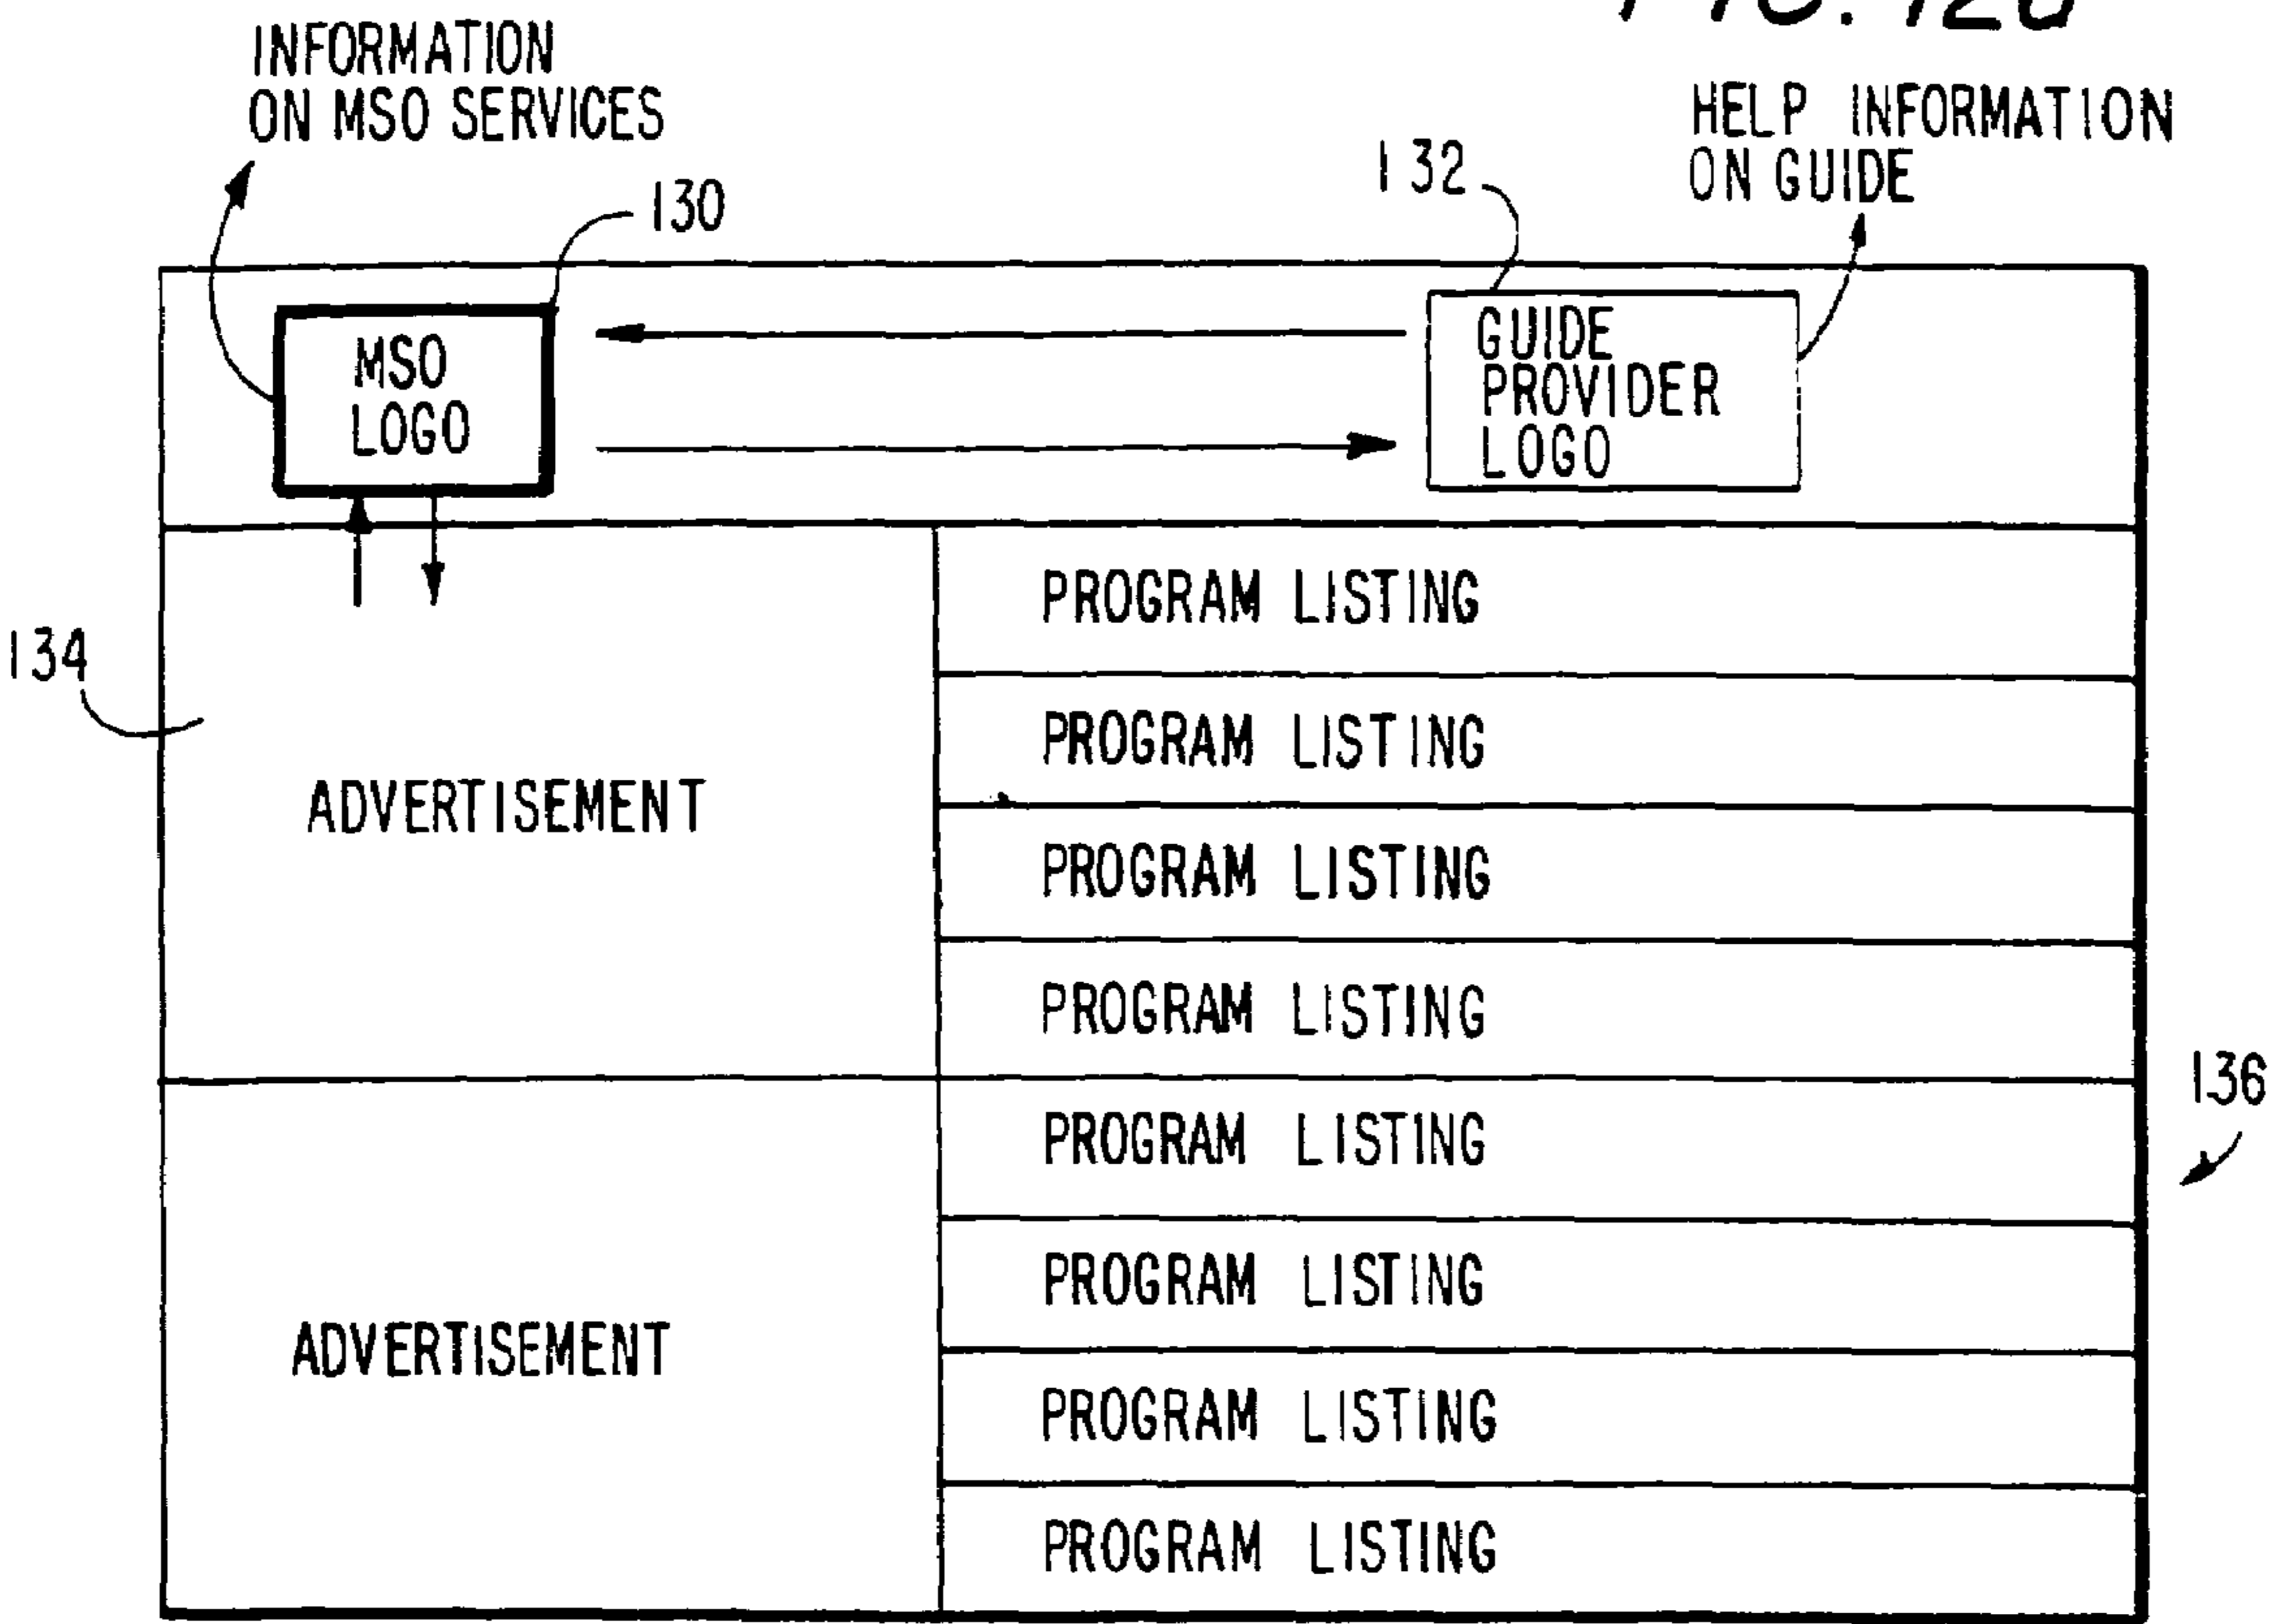 INFORMATION
ON MSO SERVICES
HELP INFORMATION
ON GUIDE
130
132
MSO
LOGO
GUIDE
PROVIDER
LOGO
134
ADVERTISEMENT
PROGRAM LISTING
PROGRAM LISTING
PROGRAM LISTING
PROGRAM LISTING
ADVERTISEMENT
PROGRAM LISTING
PROGRAM LISTING
PROGRAM LISTING
PROGRAM LISTING
136